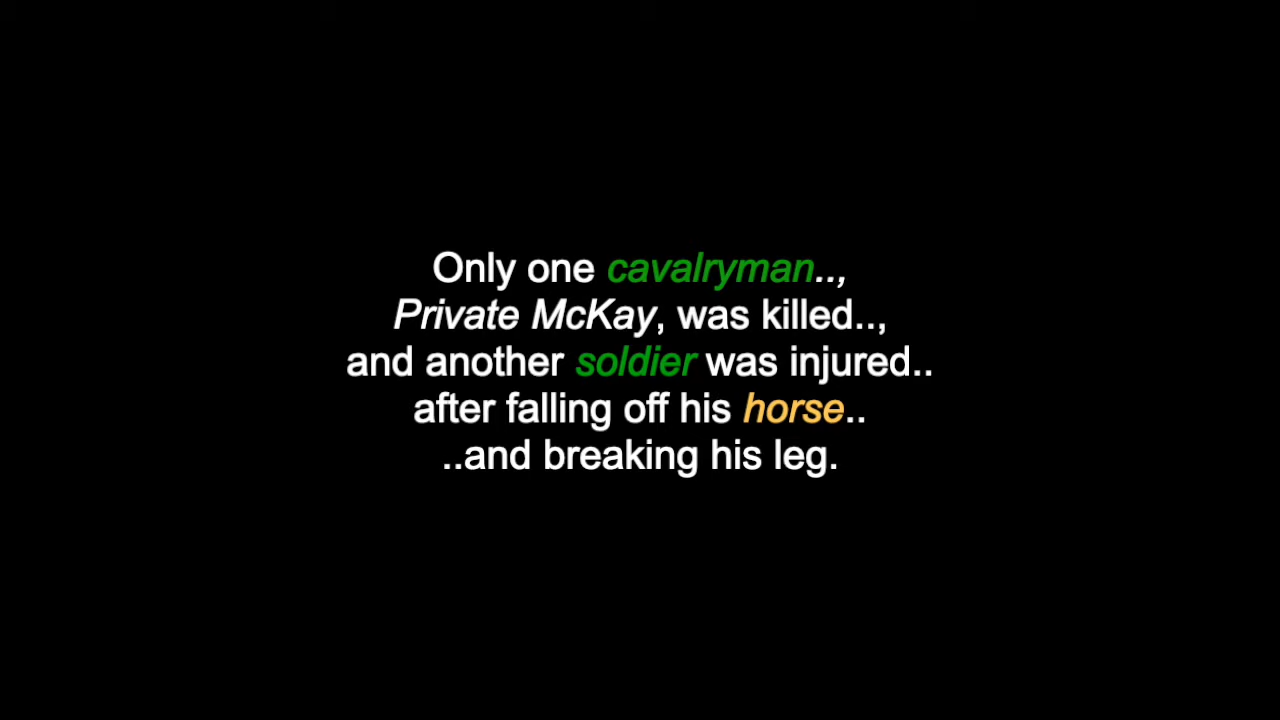 Only one cavalryman..,
Private McKay, was killed..,
and another soldier was injured..
after falling off his horse..
..and breaking his leg.